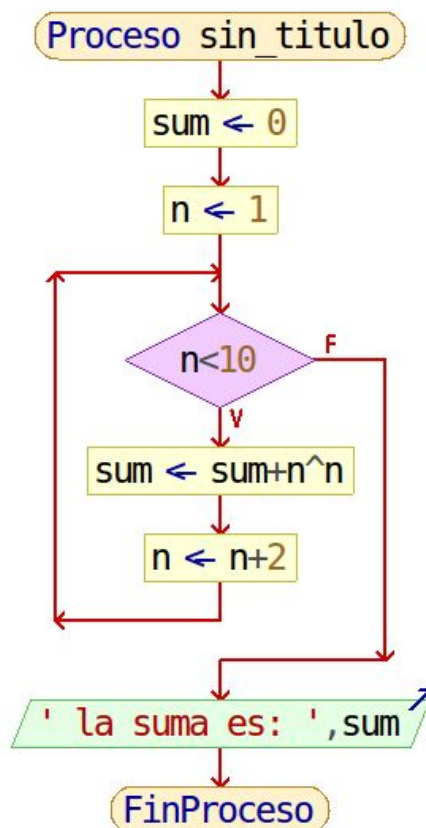 Proceso sin_titulo
sum ← 0
n ← 1
n<10
F
V
sum ← sum+n^n
n ← n+2
' la suma es: ',sum
FinProceso